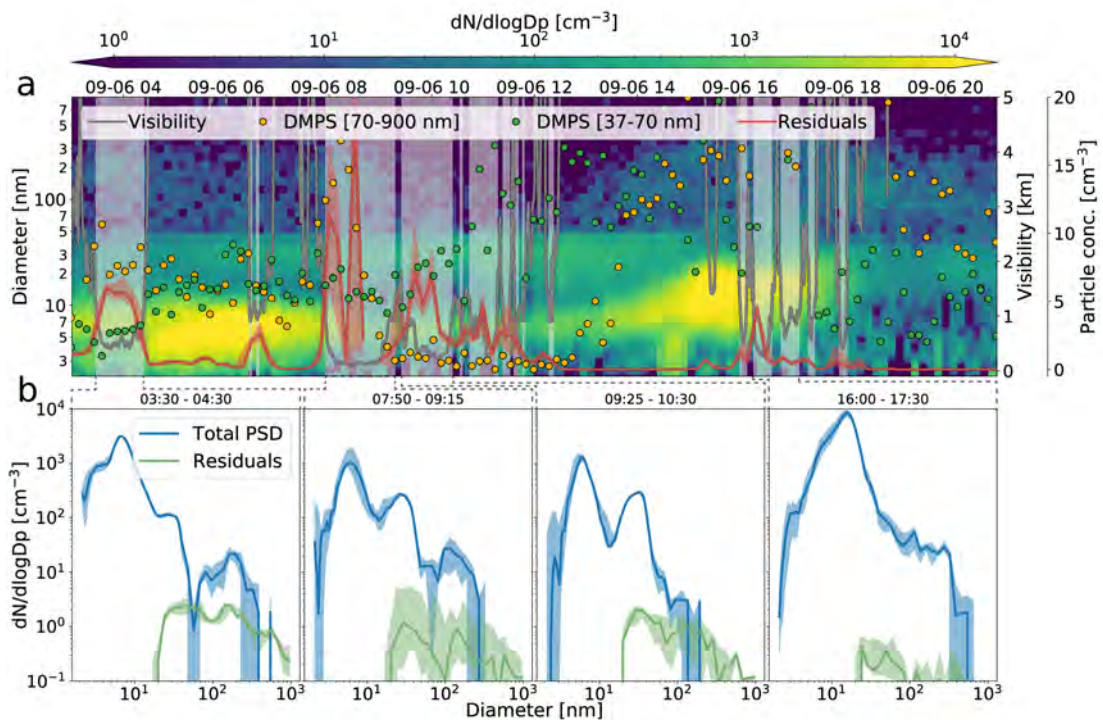 dN/dlogDp [cm⁻³]
10⁰ 10¹ 10² 10³ 10⁴
a
09-06 04 09-06 06 09-06 08 09-06 10 09-06 12 09-06 14 09-06 16 09-06 18 09-06 20
Visibility DMPS [70-900 nm] DMPS [37-70 nm] Residuals
Diameter [nm]
7
5
3
2
100
7
5
3
2
10
7
5
3
5
4
3
2
1
0
Visibility [km]
20
15
10
5
0
Particle conc. [cm⁻³]
b
03:30 - 04:30 07:50 - 09:15 09:25 - 10:30 16:00 - 17:30
Total PSD
Residuals
dN/dlogDp [cm⁻³]
10⁴
10³
10²
10¹
10⁰
10⁻¹
10¹ 10² 10³ 10¹ 10² 10³ 10¹ 10² 10³ 10¹ 10² 10³
Diameter [nm]